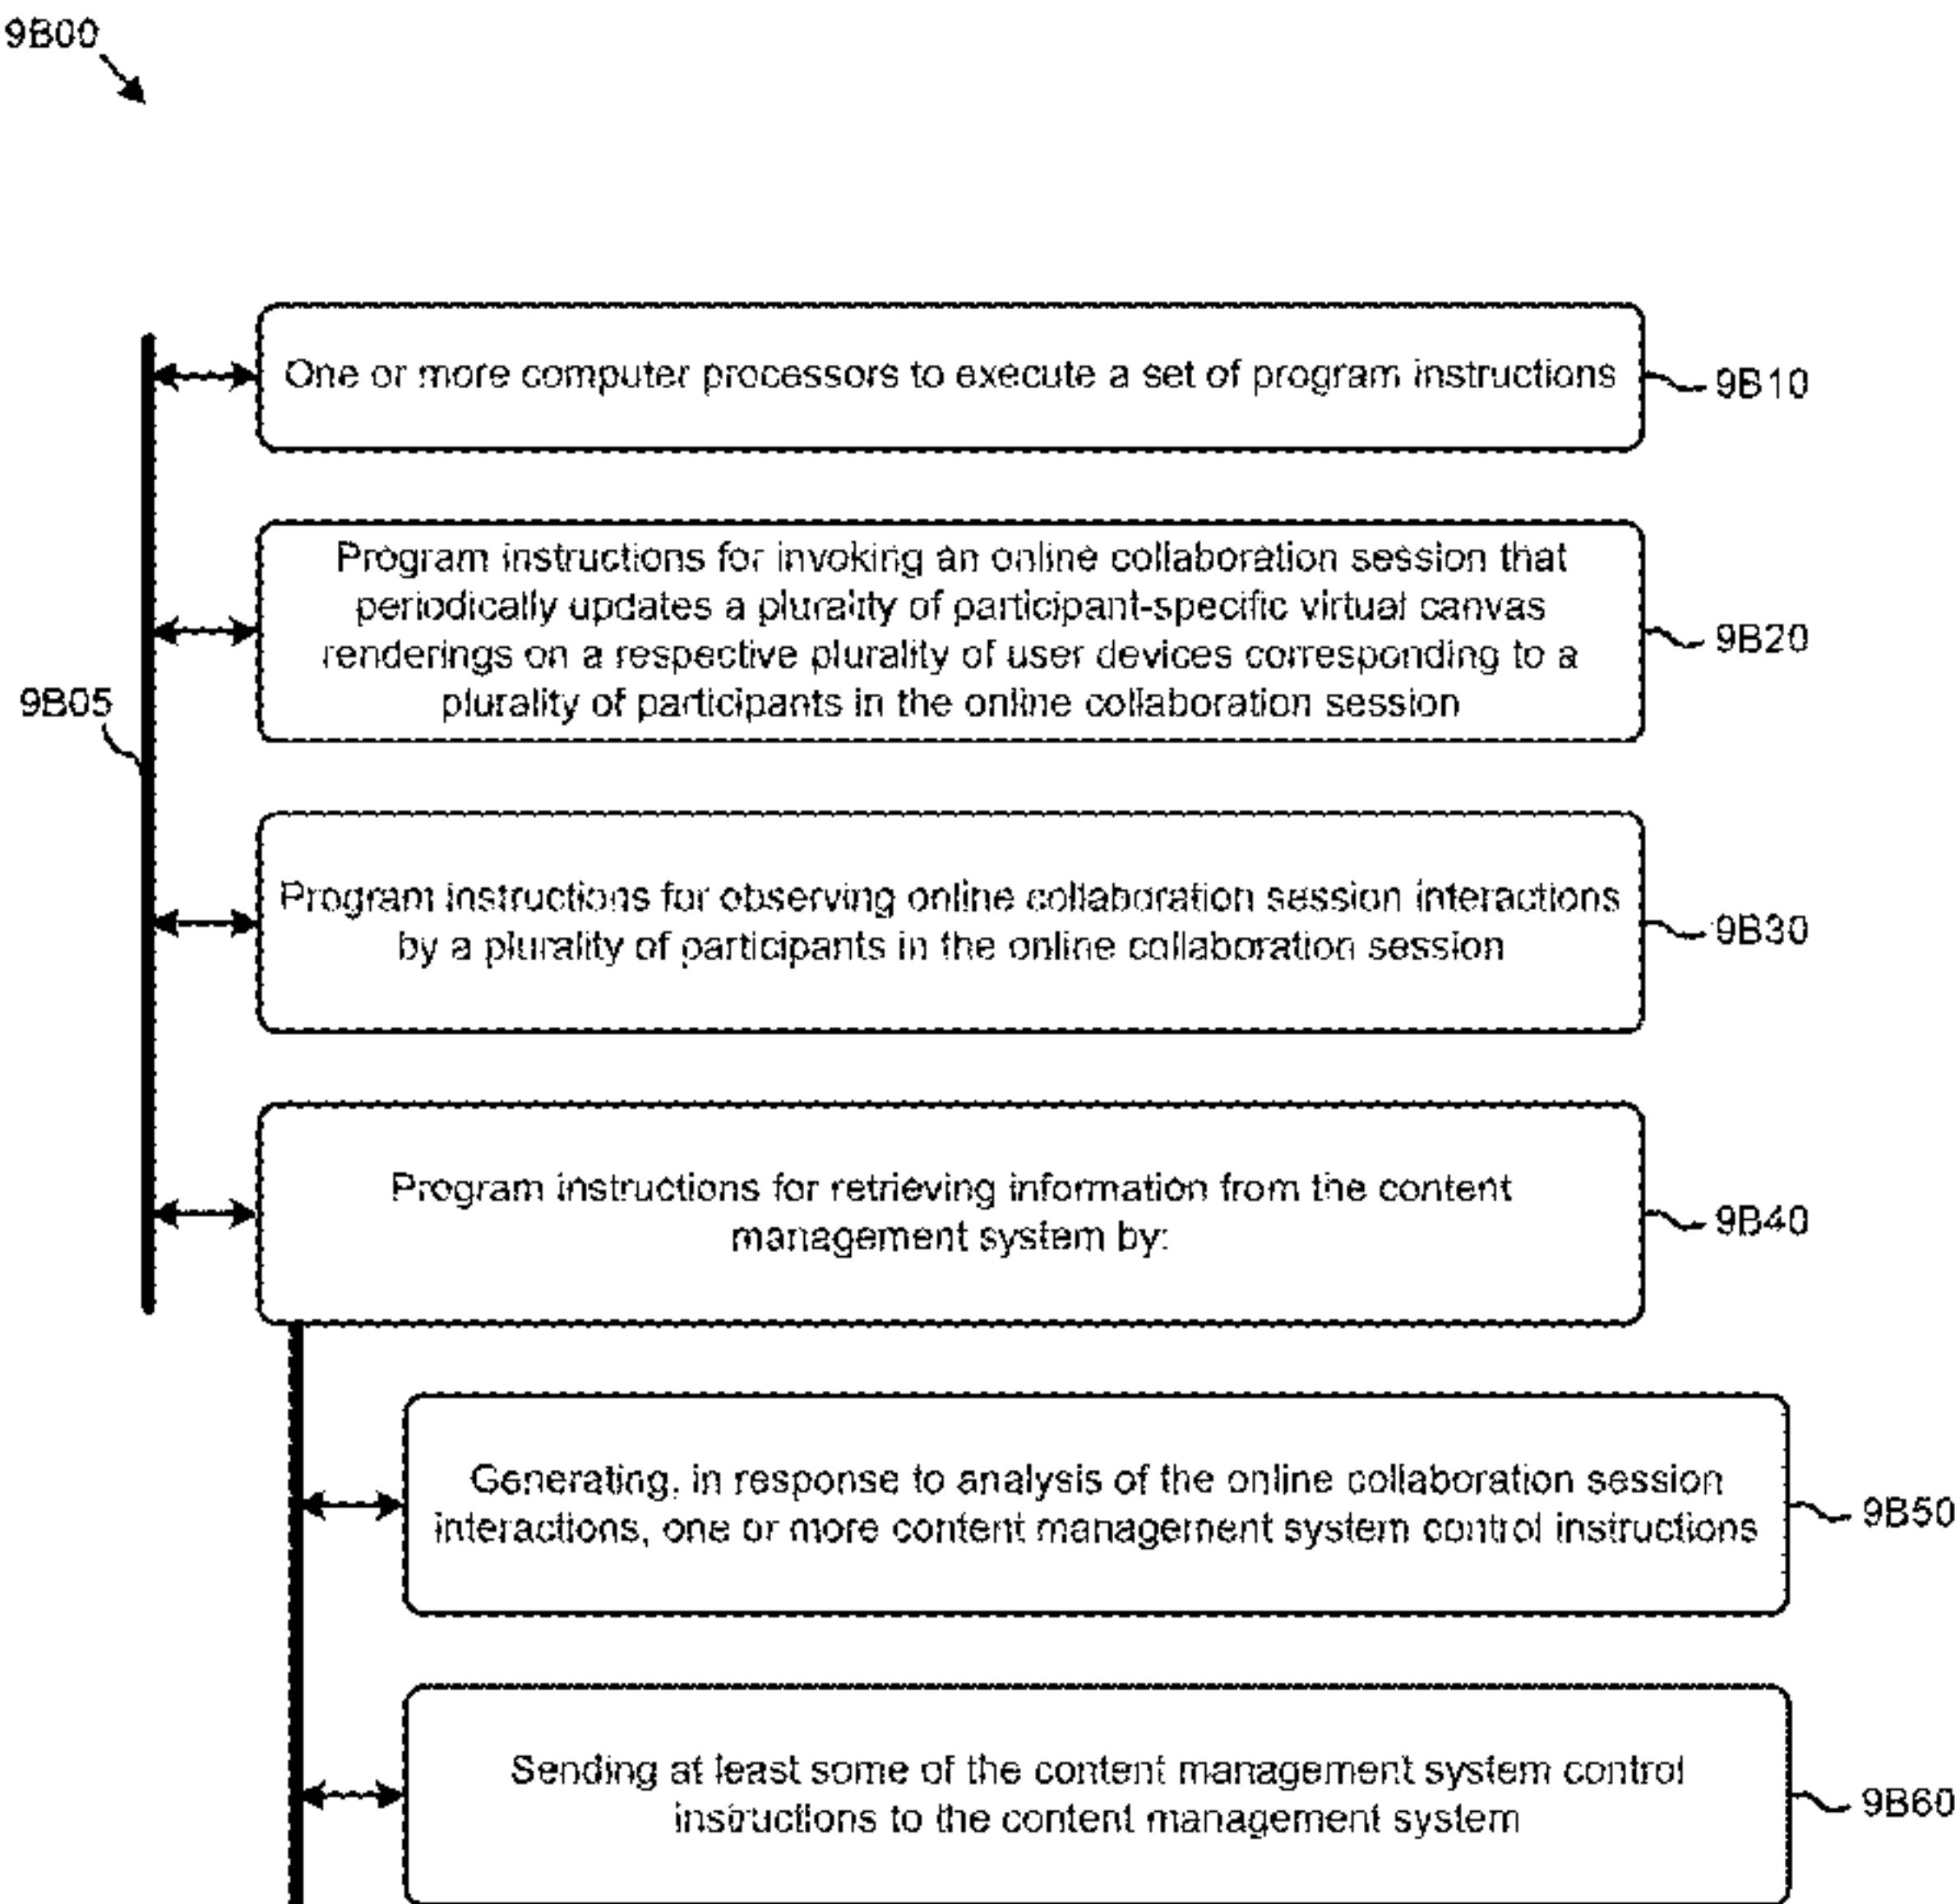 9B00
One or more computer processors to execute a set of program instructions
9B10
Program instructions for invoking an online collaboration session that
periodically updates a plurality of participant-specific virtual canvas
renderings on a respective plurality of user devices corresponding to a
plurality of participants in the online collaboration session
9B20
9B05
Program instructions for observing online collaboration session interactions
by a plurality of participants in the online collaboration session
9B30
Program instructions for retrieving information from the content
management system by:
9B40
Generating, in response to analysis of the online collaboration session
interactions, one or more content management system control instructions
9B50
Sending at least some of the content management system control
instructions to the content management system
9B60